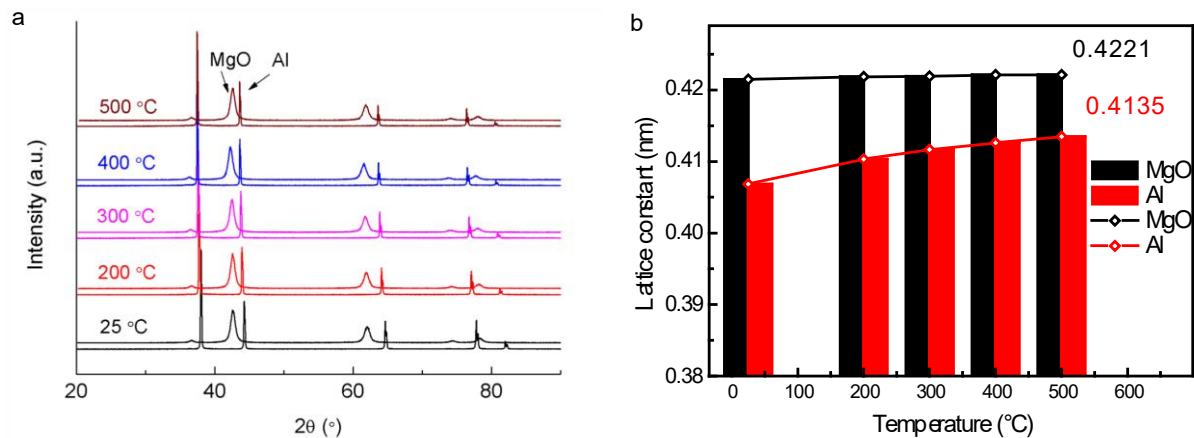 a
MgO
Al
500 °C
400 °C
300 °C
200 °C
25 °C
Intensity (a.u.)
20
40
60
80
2θ (°)
b
0.4221
0.4135
0.42
0.41
0.40
0.39
0.38
Lattice constart (nm)
MgO
Al
MgO
Al
0
100
200
300
400
500
600
Temperature (°C)